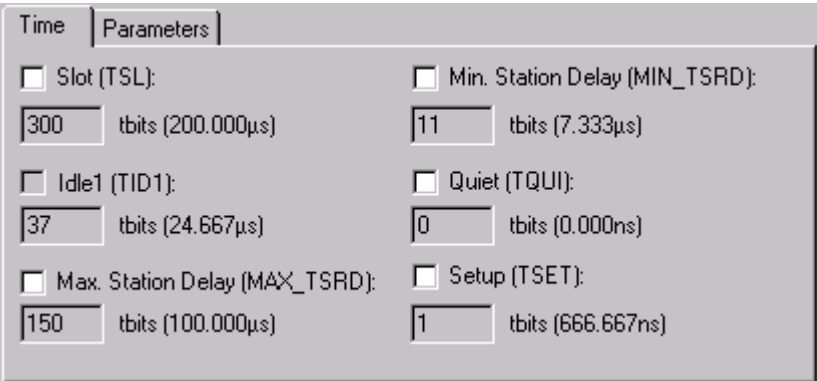 Time Parameters
Slot (TSL): Min. Station Delay (MIN_TSRD):
300 tbits (200.000µs) 11 tbits (7.333µs)
Idle1 (TID1): Quiet (TQUI):
37 tbits (24.667µs) 0 tbits (0.000ns)
Max. Station Delay (MAX_TSRD): Setup (TSET):
150 tbits (100.000µs) 1 tbits (666.667ns)